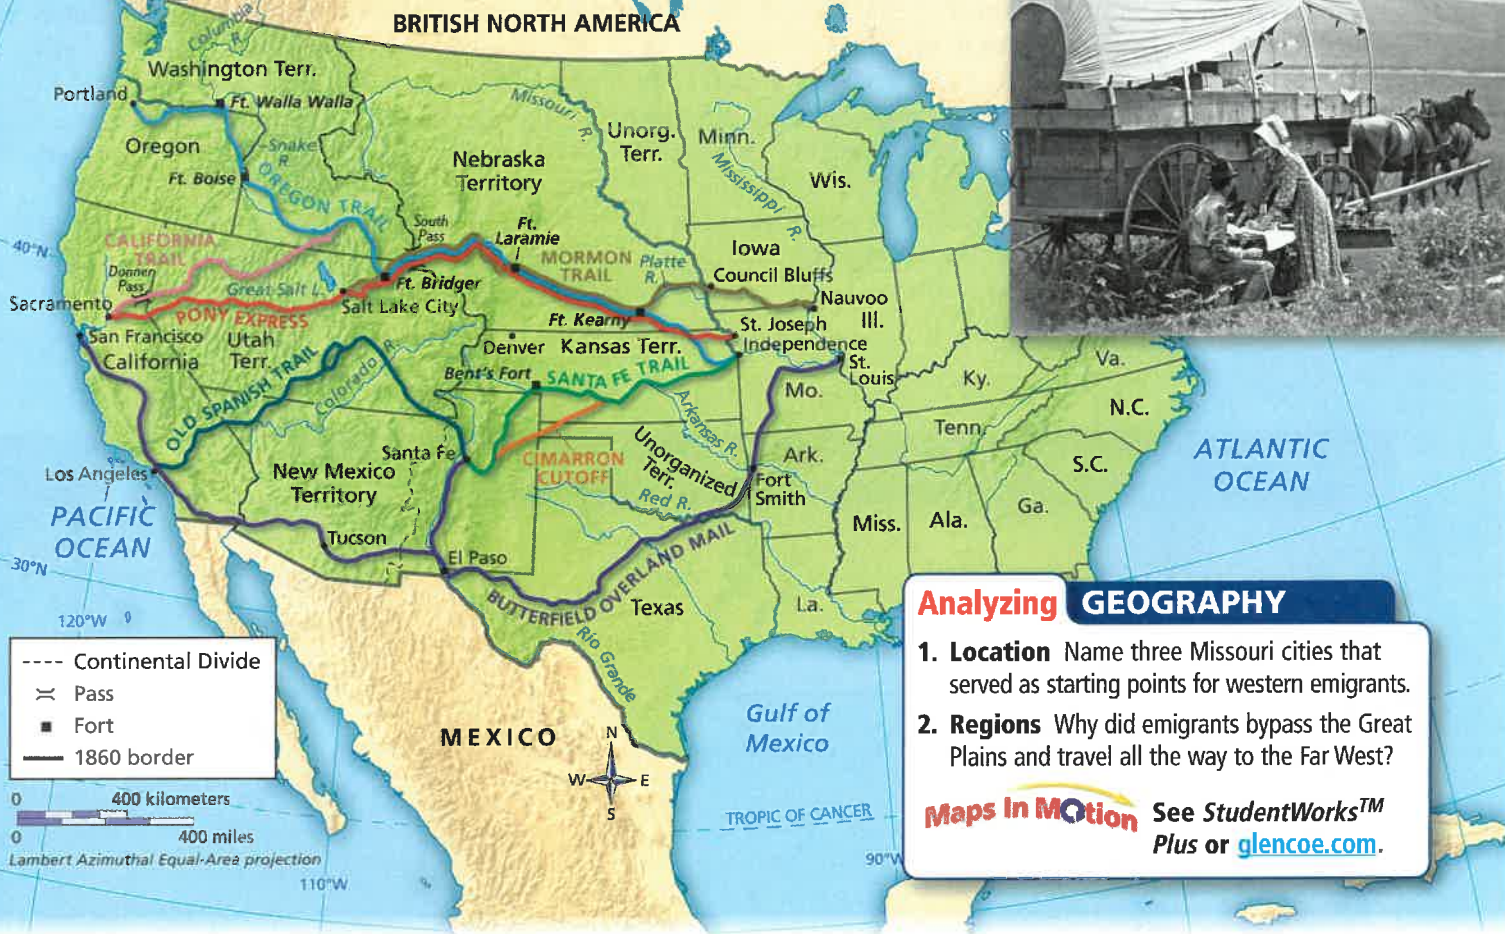 BRITISH NORTH AMERICA
Columbia
R.
Washington Terr.
Portland
Ft. Walla Walla
Missouri R.
Unorg.
Terr.
Minn.
Oregon
Snake
R.
Nebraska
Territory
Mississippi R.
Wis.
Ft. Boise
OREGON TRAIL
South
Pass
Ft.
Laramie
40°N
CALIFORNIA
TRAIL
Donner
Pass
MORMON
TRAIL
Platte
R.
Iowa
Council Bluffs
Great Salt L.
Ft. Bridger
Sacramento
Salt Lake City
Nauvoo
Ill.
PONY EXPRESS
Ft. Kearny
St. Joseph
San Francisco
Utah
Terr.
Denver
Kansas Terr.
Independence
California
St.
Louis
Va.
Bent's Fort
SANTA FE TRAIL
Mo.
Ky.
OLD SPANISH TRAIL
Colorado R.
Arkansas R.
N.C.
Tenn.
Santa Fe
CIMARRON
CUTOFF
Unorganized
Terr.
Ark.
S.C.
ATLANTIC
OCEAN
Los Angeles
New Mexico
Territory
Red R.
Fort
Smith
PACIFIC
OCEAN
Miss.
Ala.
Ga.
Tucson
El Paso
30°N
BUTTERFIELD OVERLAND MAIL
Texas
La.
120°W
Rio Grande
MEXICO
Gulf of
Mexico
N
W
E
S
TROPIC OF CANCER
90°W
110°W
Continental Divide
Pass
Fort
1860 border
0
400 kilometers
0
400 miles
Lambert Azimuthal Equal-Area projection
Analyzing GEOGRAPHY
1. Location Name three Missouri cities that
served as starting points for western emigrants.
2. Regions Why did emigrants bypass the Great
Plains and travel all the way to the Far West?
Maps In Motion
See StudentWorks™
Plus or glencoe.com.